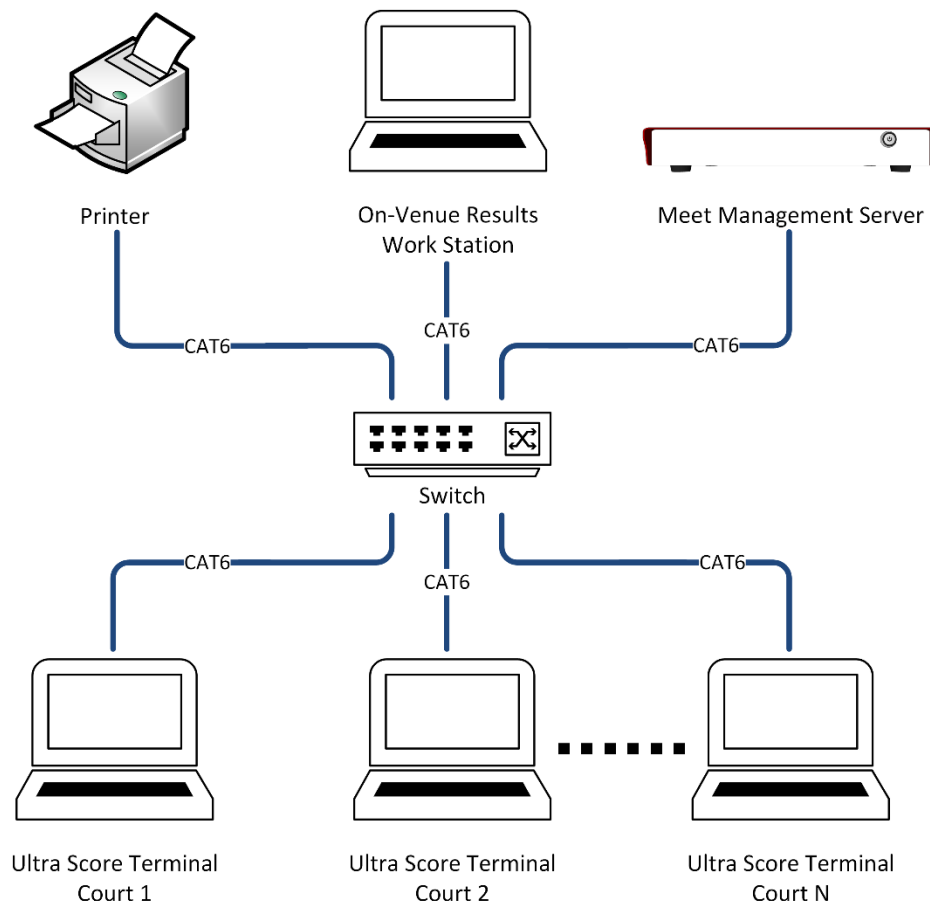 Printer
On-Venue Results
Work Station
Meet Management Server
CAT6
CAT6
CAT6
Switch
CAT6
CAT6
CAT6
Ultra Score Terminal
Court 1
Ultra Score Terminal
Court 2
Ultra Score Terminal
Court N